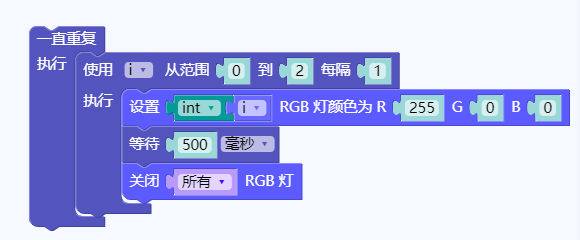 一直重复
执行
使用 i 从范围 0 到 2 每隔 1
执行
设置 int i RGB 灯颜色为 R 255 G 0 B 0
等待 500 毫秒
关闭 所有 RGB 灯